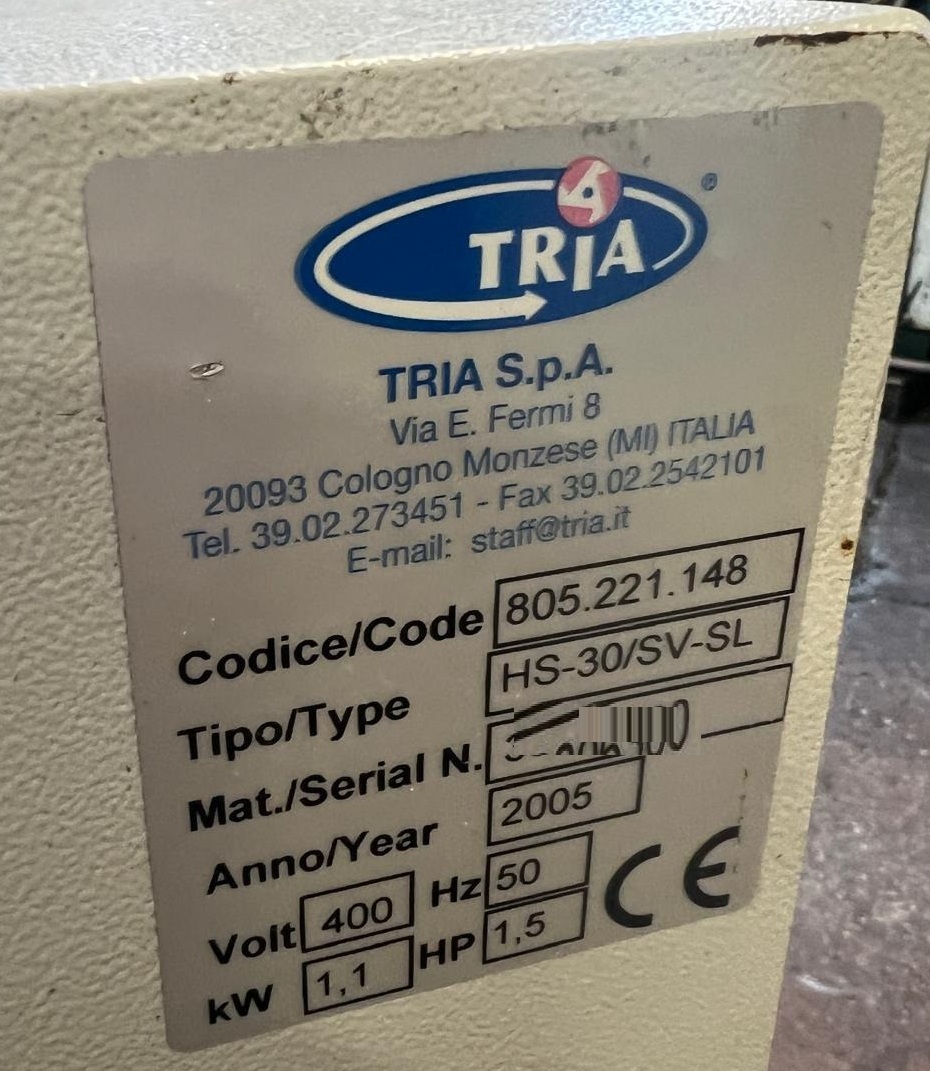 TRIA ®
TRIA S.p.A.
Via E. Fermi 8
20093 Cologno Monzese (MI) ITALIA
Tel. 39.02.273451 - Fax 39.02.2542101
E-mail: staff@tria.it
Codice/Code 805.221.148
Tipo/Type HS-30/SV-SL
Mat./Serial N.
Anno/Year 2005
Volt 400 Hz 50
kW 1,1 HP 1,5
CE